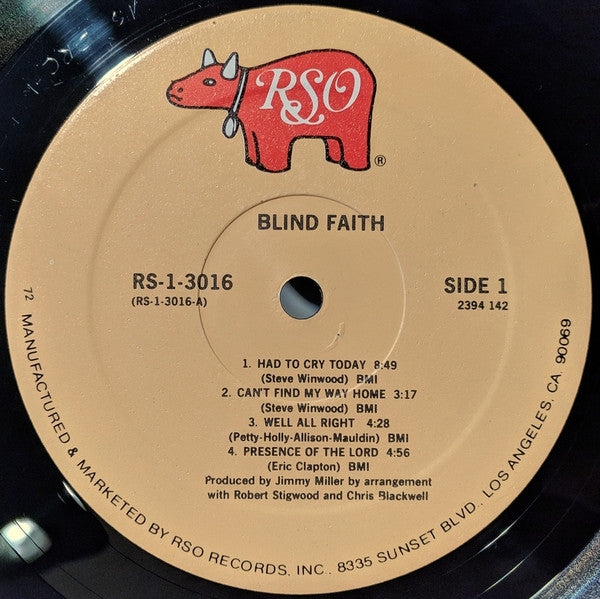 RSO
®
BLIND FAITH
RS-1-3016
(RS-1-3016-A)
SIDE 1
2394 142
1. HAD TO CRY TODAY 8:49
(Steve Winwood) BMI
2. CAN'T FIND MY WAY HOME 3:17
(Steve Winwood) BMI
3. WELL ALL RIGHT 4:28
(Petty-Holly-Allison-Mauldin) BMI
4. PRESENCE OF THE LORD 4:56
(Eric Clapton) BMI
Produced by Jimmy Miller by arrangement
with Robert Stigwood and Chris Blackwell
72 MANUFACTURED & MARKETED BY RSO RECORDS, INC., 8335 SUNSET BLVD., LOS ANGELES, CA. 90069